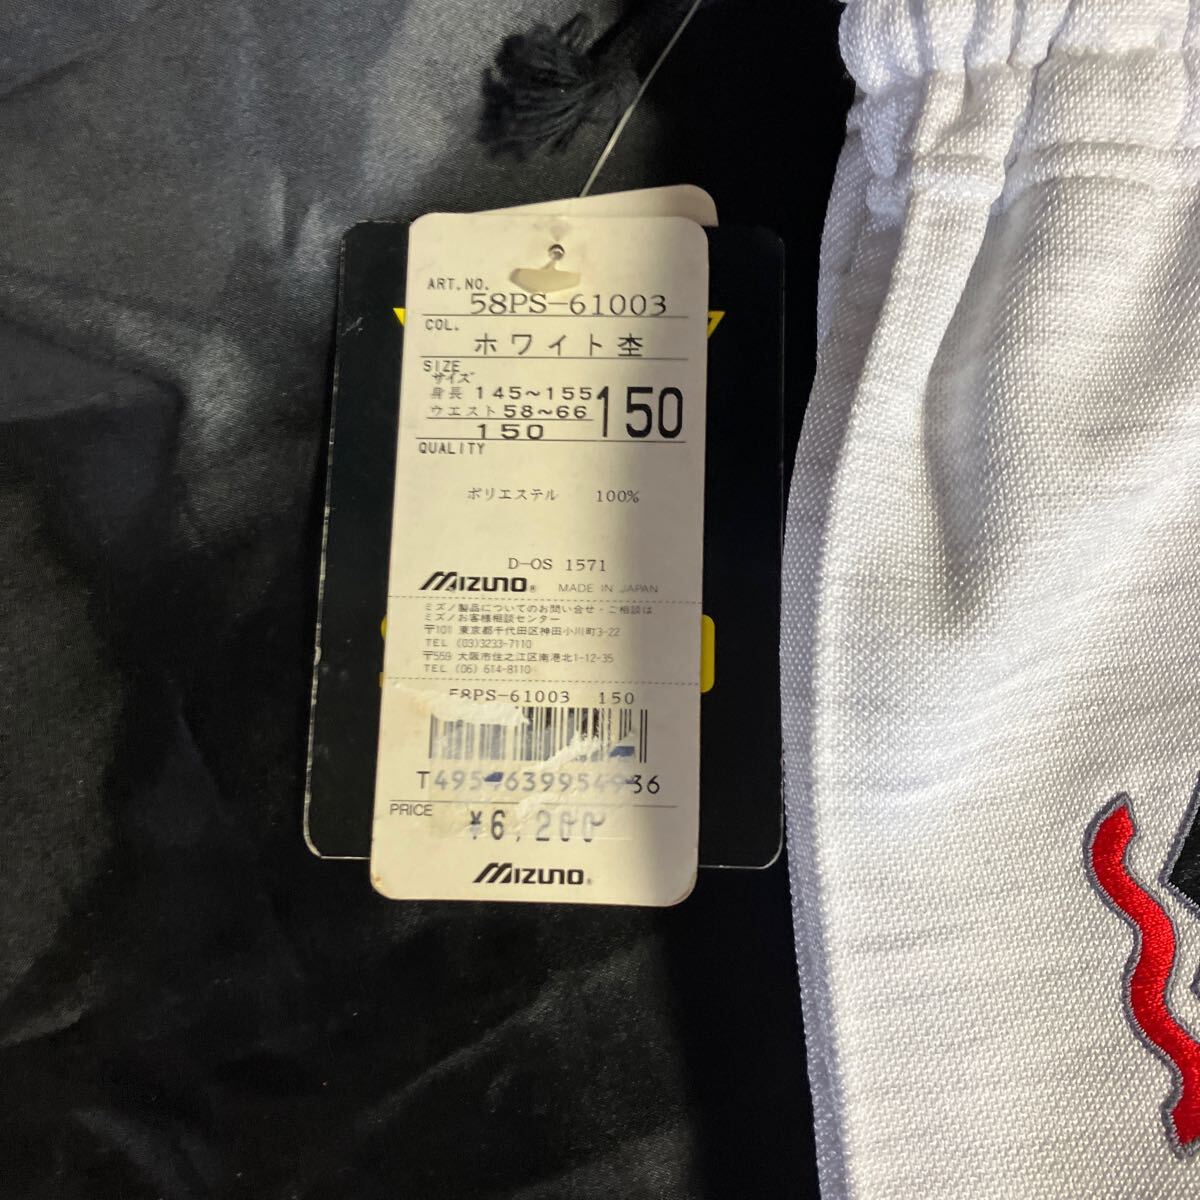 ART.NO.
58PS-61003
COL.
ホワイト杢
SIZE
サイズ
身長 145~155
ウエスト 58~66
150
150
QUALITY
ポリエステル 100%
D-OS 1571
MIZUNO® MADE IN JAPAN
ミズノ製品についてのお問い合せ・ご相談は
ミズノお客様相談センター
〒101 東京都千代田区神田小川町3-22
TEL (03)3233-7110
〒559 大阪市住之江区南港北1-12-35
TEL (06) 614-8110
58PS-61003 150
PRICE
¥6,200
MIZUNO®